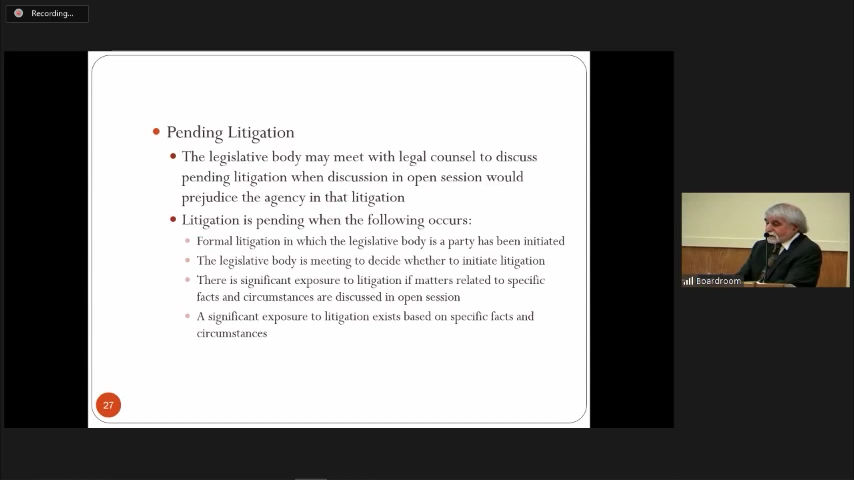 Recording...
Pending Litigation
The legislative body may meet with legal counsel to discuss
pending litigation when discussion in open session would
prejudice the agency in that litigation
Litigation is pending when the following occurs:
Formal litigation in which the legislative body is a party has been initiated
The legislative body is meeting to decide whether to initiate litigation
There is significant exposure to litigation if matters related to specific
facts and circumstances are discussed in open session
A significant exposure to litigation exists based on specific facts and
circumstances
27
Boardroom